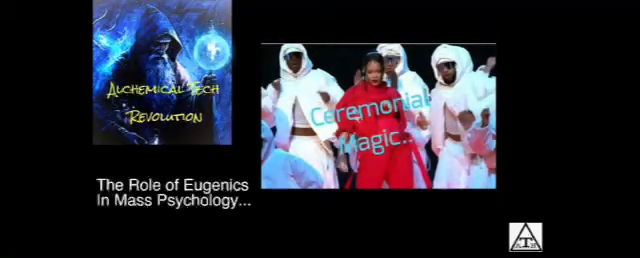 Alchemical Tech
Revolution
Ceremonial
Magic..
The Role of Eugenics
In Mass Psychology...